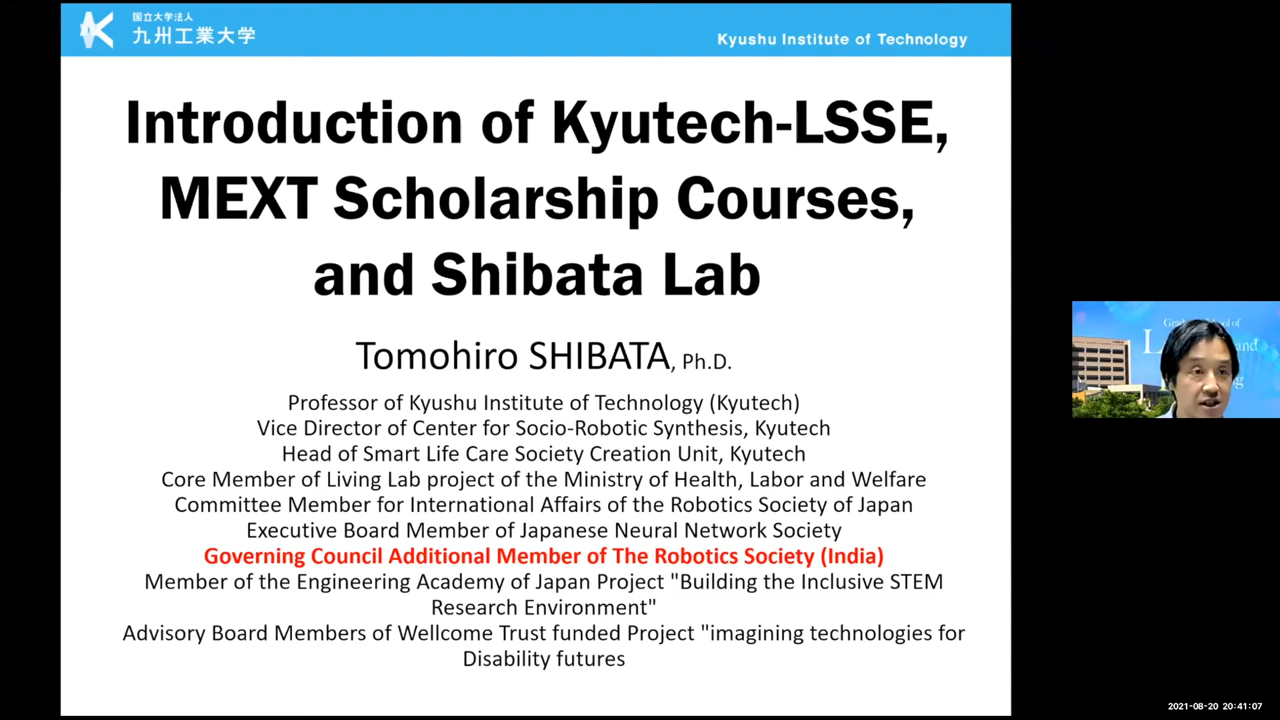 国立大学法人
九州工業大学
Kyushu Institute of Technology
Introduction of Kyutech-LSSE,
MEXT Scholarship Courses,
and Shibata Lab
Tomohiro SHIBATA, Ph.D.
Professor of Kyushu Institute of Technology (Kyutech)
Vice Director of Center for Socio-Robotic Synthesis, Kyutech
Head of Smart Life Care Society Creation Unit, Kyutech
Core Member of Living Lab project of the Ministry of Health, Labor and Welfare
Committee Member for International Affairs of the Robotics Society of Japan
Executive Board Member of Japanese Neural Network Society
Governing Council Additional Member of The Robotics Society (India)
Member of the Engineering Academy of Japan Project "Building the Inclusive STEM
Research Environment"
Advisory Board Members of Wellcome Trust funded Project "imagining technologies for
Disability futures
2021-08-20 20:41:07